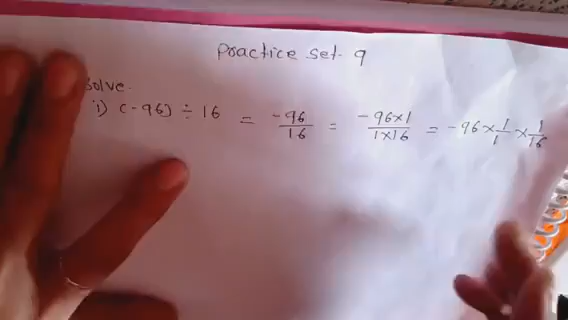 Practice set. 9
Solve.
i) (-96) ÷ 16 = -96/16 = -96×1/1×16 = -96 × 1/1 × 1/16